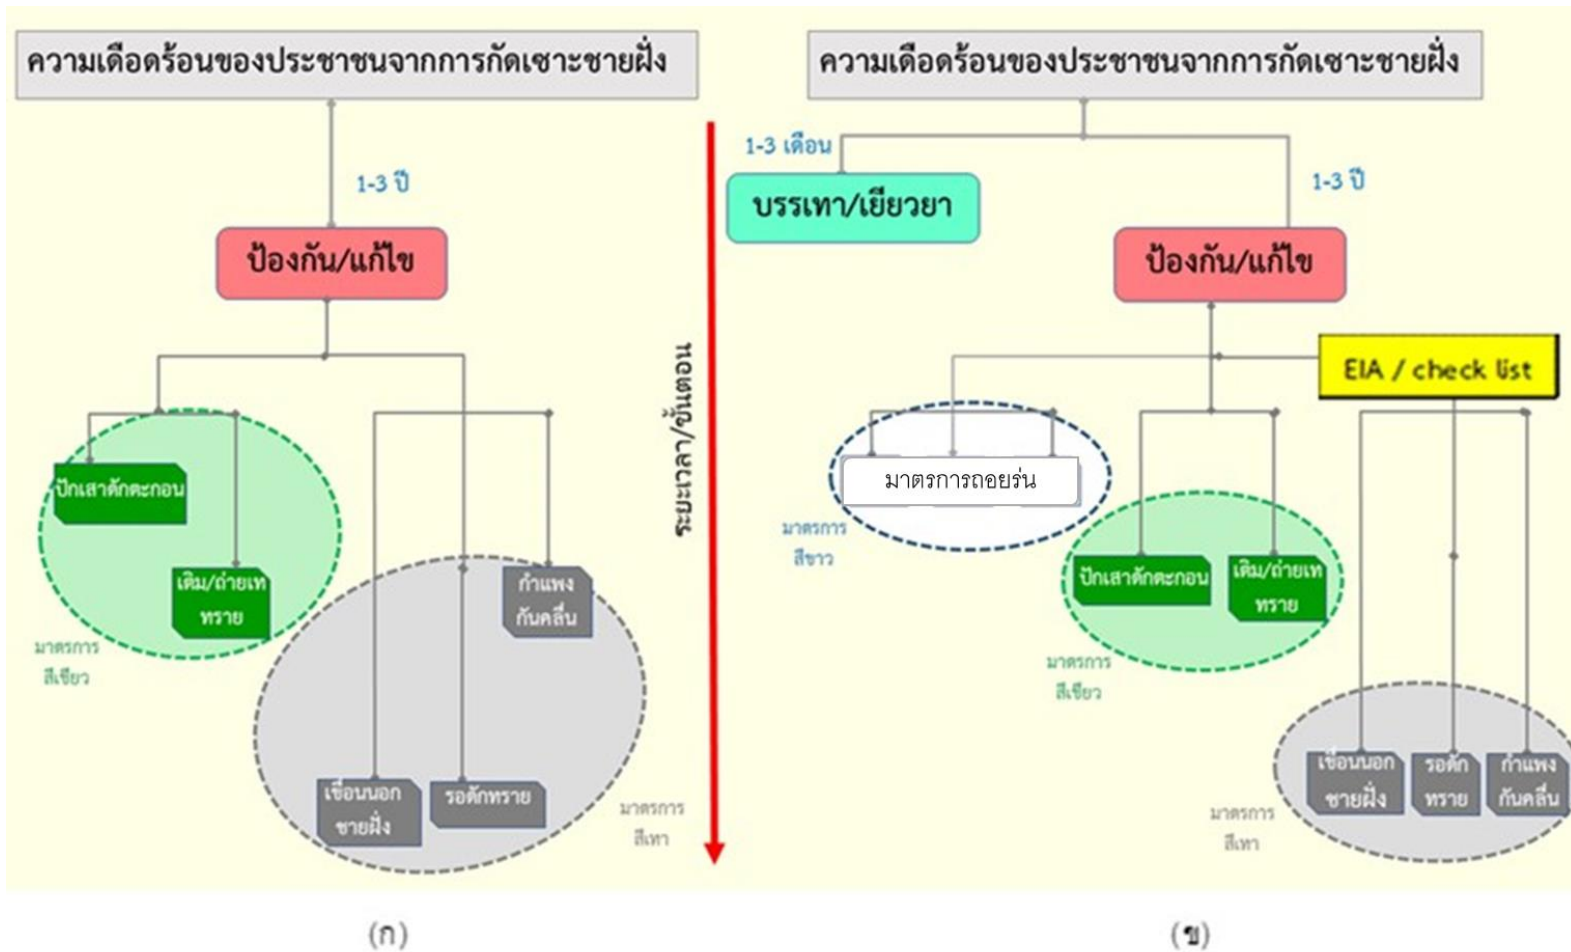 ความเดือดร้อนของประชาชนจากการกัดเซาะชายฝั่ง
1-3 ปี
ป้องกัน/แก้ไข
ปักเสาดักตะกอน
เติม/ถ่ายเท
ทราย
มาตรการ
สีเขียว
กำแพง
กันคลื่น
เขื่อนนอก
ชายฝั่ง
รอดักทราย
มาตรการ
สีเทา
(ก)
ระยะเวลา/ขั้นตอน
ความเดือดร้อนของประชาชนจากการกัดเซาะชายฝั่ง
1-3 เดือน
บรรเทา/เยียวยา
1-3 ปี
ป้องกัน/แก้ไข
EIA / check list
มาตรการถอยร่น
มาตรการ
สีขาว
ปักเสาดักตะกอน
เติม/ถ่ายเท
ทราย
มาตรการ
สีเขียว
เขื่อนนอก
ชายฝั่ง
รอดัก
ทราย
กำแพง
กันคลื่น
มาตรการ
สีเทา
(ข)